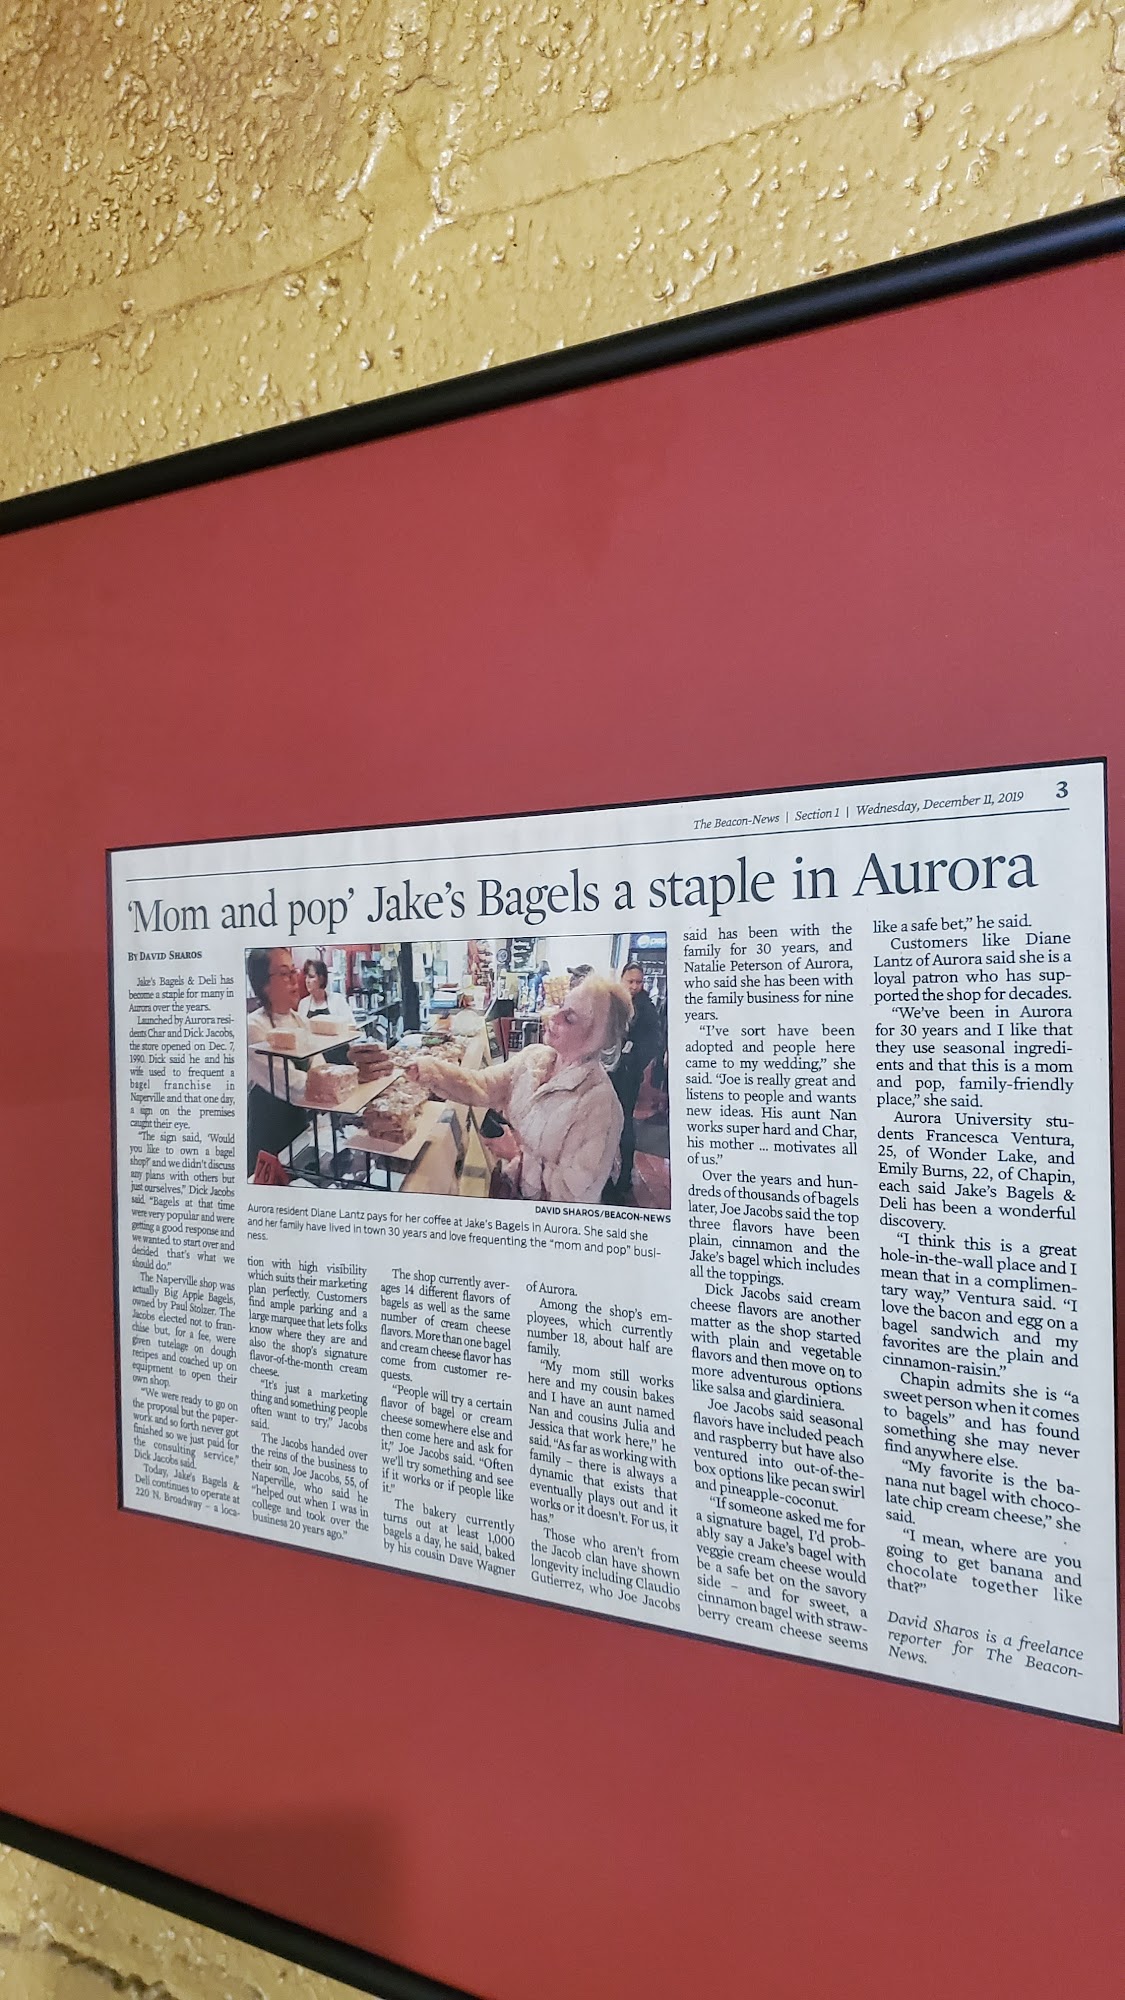 The Beacon-News | Section 1 | Wednesday, December 11, 2019 3
'Mom and pop' Jake's Bagels a staple in Aurora
BY DAVID SHAROS
Jake's Bagels & Deli has
become a staple for many in
Aurora over the years.
Launched by Aurora resi-
dents Char and Dick Jacobs,
the store opened on Dec. 7,
1990. Dick said he and his
wife used to frequent a
bagel franchise in
Naperville and that one day,
a sign on the premises
caught their eye.
"The sign said, 'Would
you like to own a bagel
shop?' and we didn't discuss
any plans with others but
just ourselves," Dick Jacobs
said. "Bagels at that time
were very popular and were
getting a good response and
we wanted to start over and
decided that's what we
should do."
The Naperville shop was
actually Big Apple Bagels,
owned by Paul Stolzer. The
Jacobs elected not to fran-
chise but, for a fee, were
given tutelage on dough
recipes and coached up on
equipment to open their
own shop.
"We were ready to go on
the proposal but the paper-
work and so forth never got
finished so we just paid for
the consulting service,"
Dick Jacobs said.
Today, Jake's Bagels &
Deli continues to operate at
220 N. Broadway – a loca-
78
DAVID SHAROS/BEACON-NEWS
Aurora resident Diane Lantz pays for her coffee at Jake's Bagels in Aurora. She said she
and her family have lived in town 30 years and love frequenting the "mom and pop" busi-
ness.
tion with high visibility
which suits their marketing
plan perfectly. Customers
find ample parking and a
large marquee that lets folks
know where they are and
also the shop's signature
flavor-of-the-month cream
cheese.
"It's just a marketing
thing and something people
often want to try," Jacobs
said.
The Jacobs handed over
the reins of the business to
their son, Joe Jacobs, 55, of
Naperville, who said he
"helped out when I was in
college and took over the
business 20 years ago."
The shop currently aver-
ages 14 different flavors of
bagels as well as the same
number of cream cheese
flavors. More than one bagel
and cream cheese flavor has
come from customer re-
quests.
"People will try a certain
flavor of bagel or cream
cheese somewhere else and
then come here and ask for
it," Joe Jacobs said. "Often
we'll try something and see
if it works or if people like
it."
The bakery currently
turns out at least 1,000
bagels a day, he said, baked
by his cousin Dave Wagner
of Aurora.
Among the shop's em-
ployees, which currently
number 18, about half are
family.
"My mom still works
here and my cousin bakes
and I have an aunt named
Nan and cousins Julia and
Jessica that work here," he
said. "As far as working with
family – there is always a
dynamic that exists that
eventually plays out and it
works or it doesn't. For us, it
has."
Those who aren't from
the Jacob clan have shown
longevity including Claudio
Gutierrez, who Joe Jacobs
said has been with the
family for 30 years, and
Natalie Peterson of Aurora,
who said she has been with
the family business for nine
years.
"I've sort have been
adopted and people here
came to my wedding," she
said. "Joe is really great and
listens to people and wants
new ideas. His aunt Nan
works super hard and Char,
his mother ... motivates all
of us."
Over the years and hun-
dreds of thousands of bagels
later, Joe Jacobs said the top
three flavors have been
plain, cinnamon and the
Jake's bagel which includes
all the toppings.
Dick Jacobs said cream
cheese flavors are another
matter as the shop started
with plain and vegetable
flavors and then move on to
more adventurous options
like salsa and giardiniera.
Joe Jacobs said seasonal
flavors have included peach
and raspberry but have also
ventured into out-of-the-
box options like pecan swirl
and pineapple-coconut.
"If someone asked me for
a signature bagel, I'd prob-
ably say a Jake's bagel with
veggie cream cheese would
be a safe bet on the savory
side – and for sweet, a
cinnamon bagel with straw-
berry cream cheese seems
like a safe bet," he said.
Customers like Diane
Lantz of Aurora said she is a
loyal patron who has sup-
ported the shop for decades.
"We've been in Aurora
for 30 years and I like that
they use seasonal ingredi-
ents and that this is a mom
and pop, family-friendly
place," she said.
Aurora University stu-
dents Francesca Ventura,
25, of Wonder Lake, and
Emily Burns, 22, of Chapin,
each said Jake's Bagels &
Deli has been a wonderful
discovery.
"I think this is a great
hole-in-the-wall place and I
mean that in a complimen-
tary way," Ventura said. "I
love the bacon and egg on a
bagel sandwich and my
favorites are the plain and
cinnamon-raisin."
Chapin admits she is "a
sweet person when it comes
to bagels" and has found
something she may never
find anywhere else.
"My favorite is the ba-
nana nut bagel with choco-
late chip cream cheese," she
said.
"I mean, where are you
going to get banana and
chocolate together like
that?"
David Sharos is a freelance
reporter for The Beacon-
News.